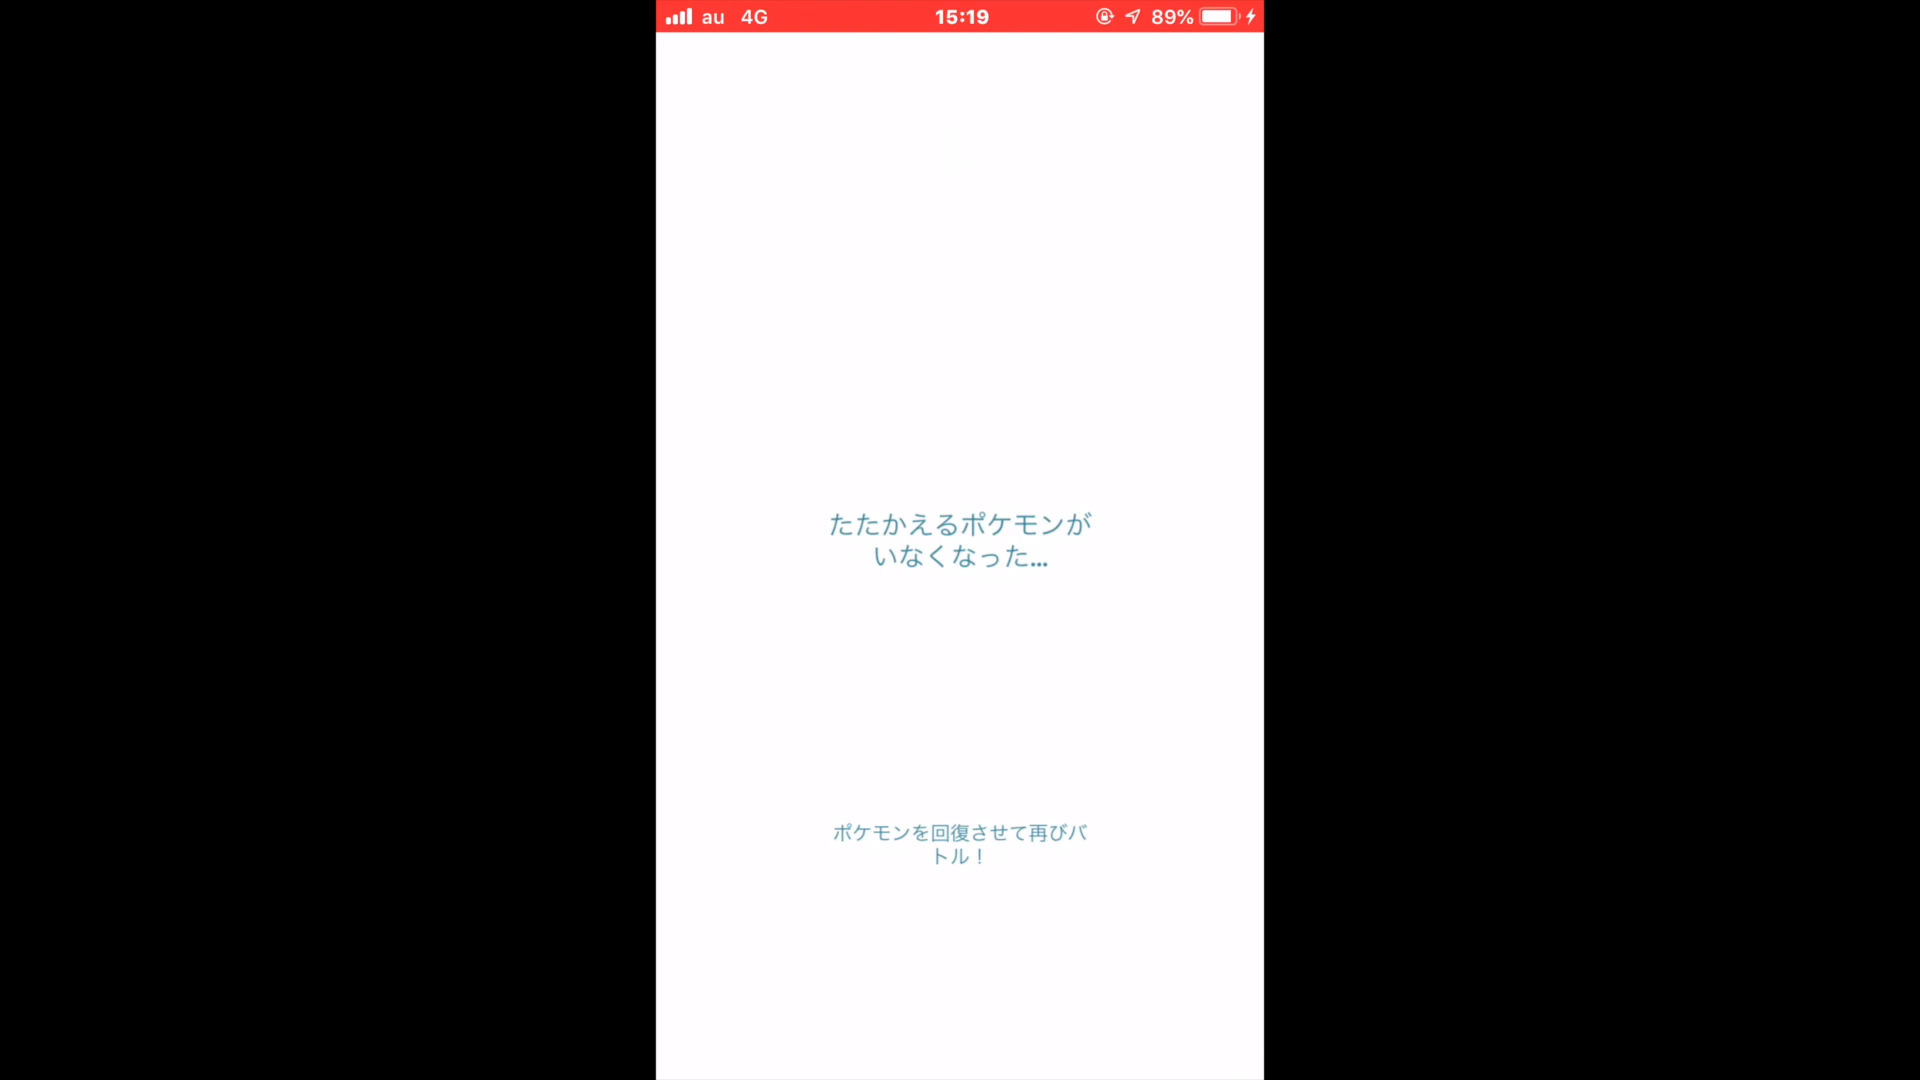 au 4G 15:19 89%
たたかえるポケモンが
いなくなった...
ポケモンを回復させて再びバ
トル！